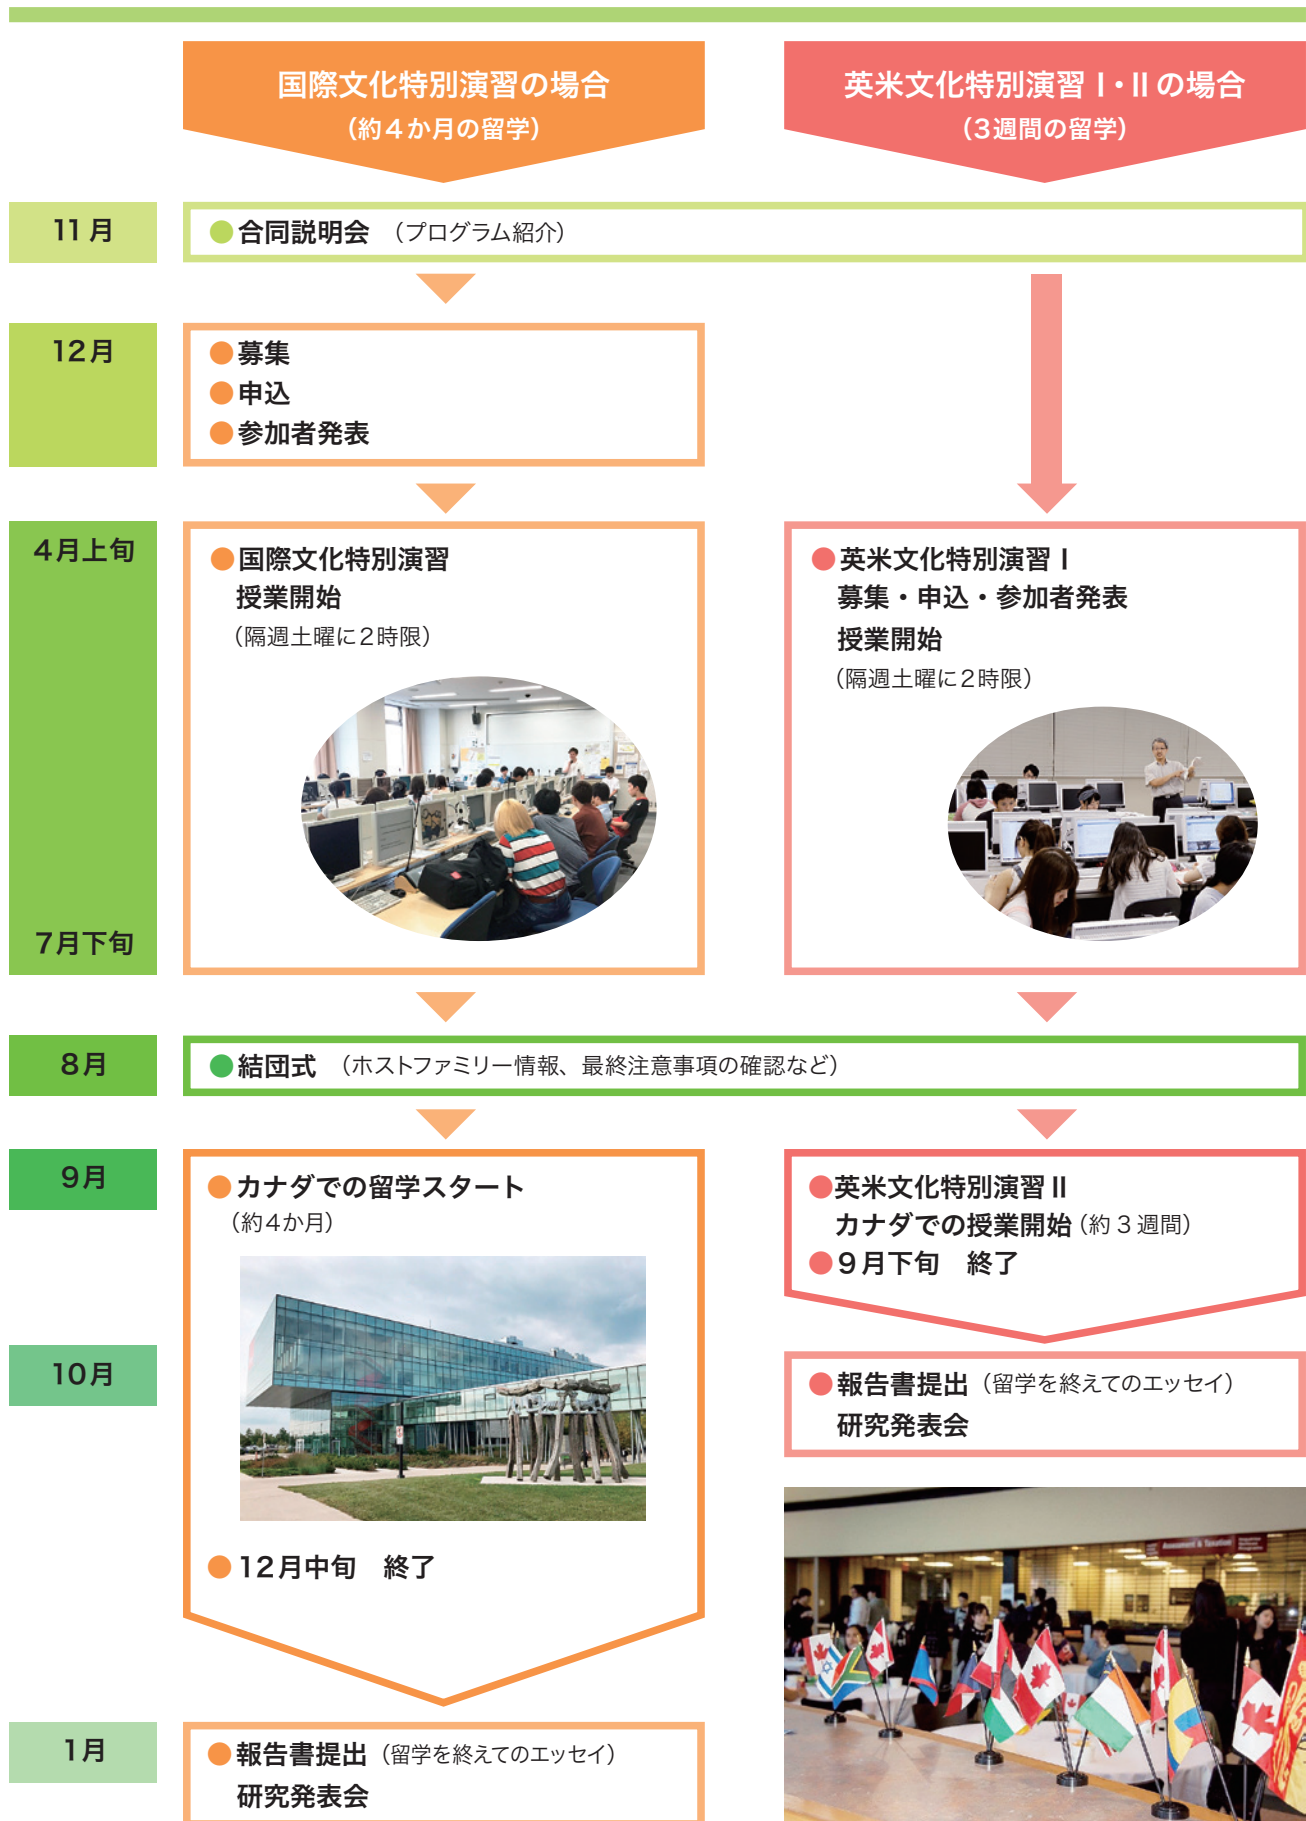 国際文化特別演習の場合
（約4か月の留学）
英米文化特別演習 I・II の場合
（3週間の留学）
11月
●合同説明会 （プログラム紹介）
12月
●募集
●申込
●参加者発表
4月上旬
7月下旬
●国際文化特別演習
授業開始
（隔週土曜に2時限）
●英米文化特別演習 I
募集・申込・参加者発表
授業開始
（隔週土曜に2時限）
8月
●結団式 （ホストファミリー情報、最終注意事項の確認など）
9月
●カナダでの留学スタート
（約4か月）
●12月中旬　終了
●英米文化特別演習 II
カナダでの授業開始（約３週間）
●9月下旬　終了
10月
●報告書提出（留学を終えてのエッセイ）
研究発表会
Assessment & Taxation
1月
●報告書提出（留学を終えてのエッセイ）
研究発表会